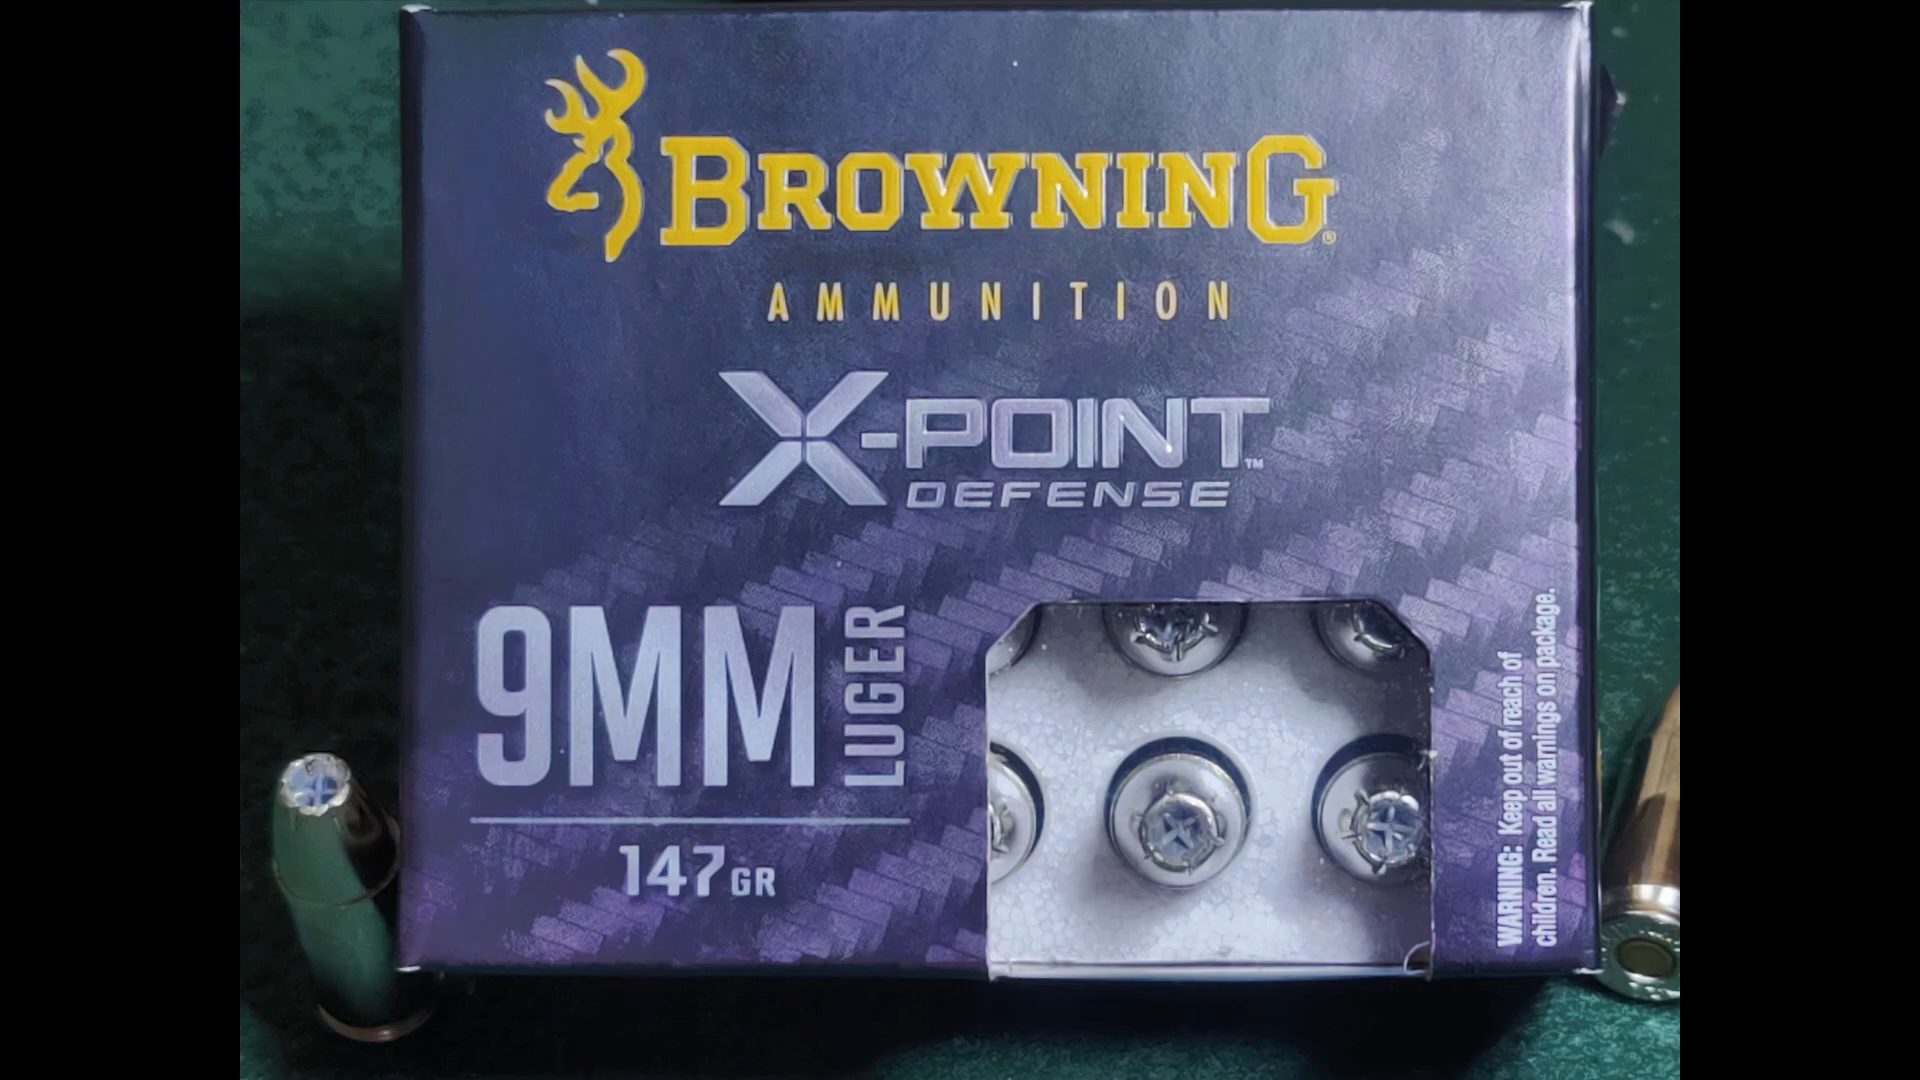 BROWNING®
AMMUNITION
X-POINT™
DEFENSE
9MM
LUGER
147 GR
WARNING: Keep out of reach of
children. Read all warnings on package.